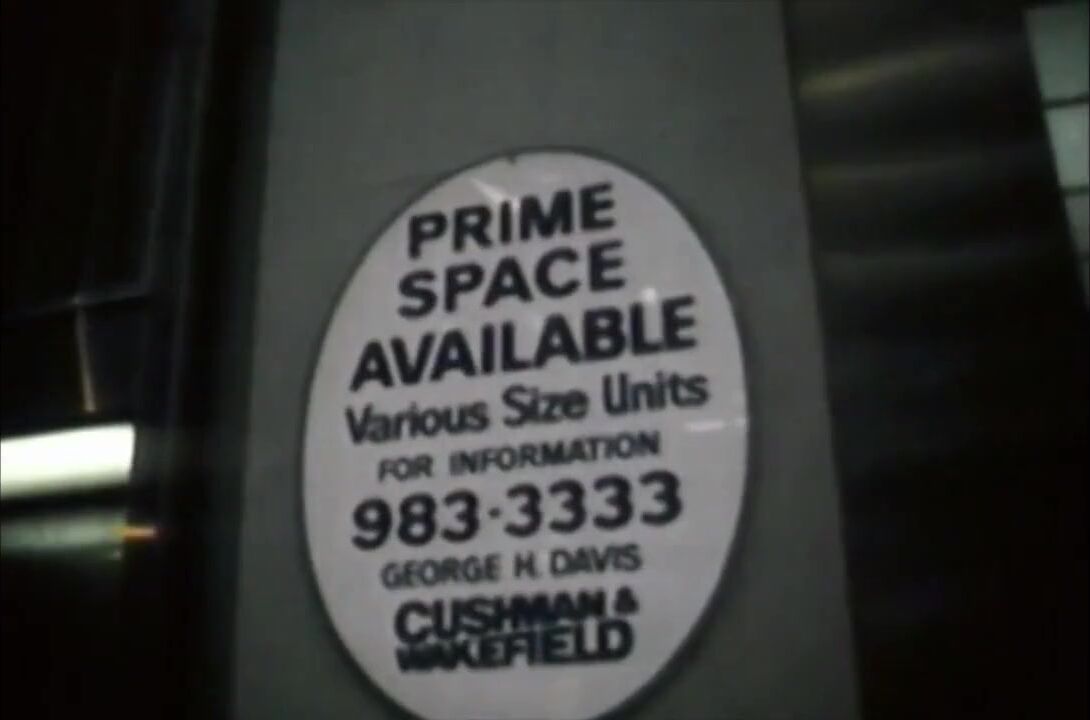 PRIME
SPACE
AVAILABLE
Various Size Units
FOR INFORMATION
983-3333
GEORGE H. DAVIS
CUSHMAN &
WAKEFIELD